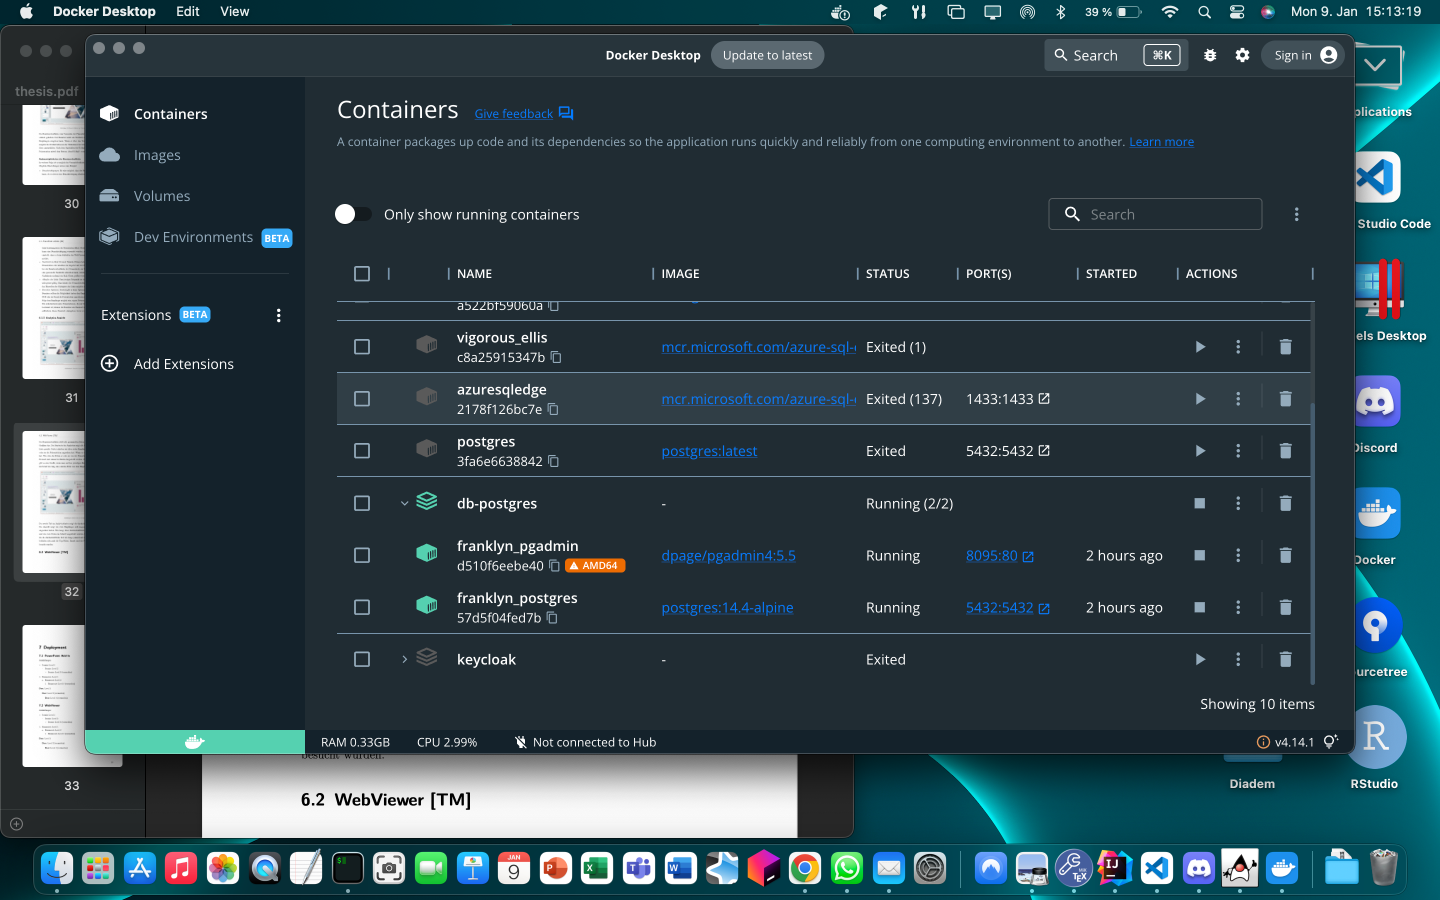 Docker Desktop Edit View
39 % Mon 9. Jan 15:13:19
thesis.pdf
30
31
32
7 Deployment
33
Docker Desktop Update to latest
Search ⌘K
Sign in
Containers
Images
Volumes
Dev Environments BETA
Extensions BETA
Add Extensions
Containers Give feedback
A container packages up code and its dependencies so the application runs quickly and reliably from one computing environment to another. Learn more
Only show running containers
Search
NAME IMAGE STATUS PORT(S) STARTED ACTIONS
a522bf59060a
vigorous_ellis
c8a25915347b
mcr.microsoft.com/azure-sql- Exited (1)
azuresqledge
2178f126bc7e
mcr.microsoft.com/azure-sql- Exited (137) 1433:1433
postgres
3fa6e6638842
postgres:latest Exited 5432:5432
db-postgres - Running (2/2)
franklyn_pgadmin
d510f6eebe40 AMD64
dpage/pgadmin4:5.5 Running 8095:80 2 hours ago
franklyn_postgres
57d5f04fed7b
postgres:14.4-alpine Running 5432:5432 2 hours ago
keycloak - Exited
Showing 10 items
RAM 0.33GB CPU 2.99% Not connected to Hub
v4.14.1
besucht wurden.
6.2 WebViewer [TM]
plications
Studio Code
els Desktop
Discord
Docker
urcetree
R
Diadem
RStudio
JAN
9